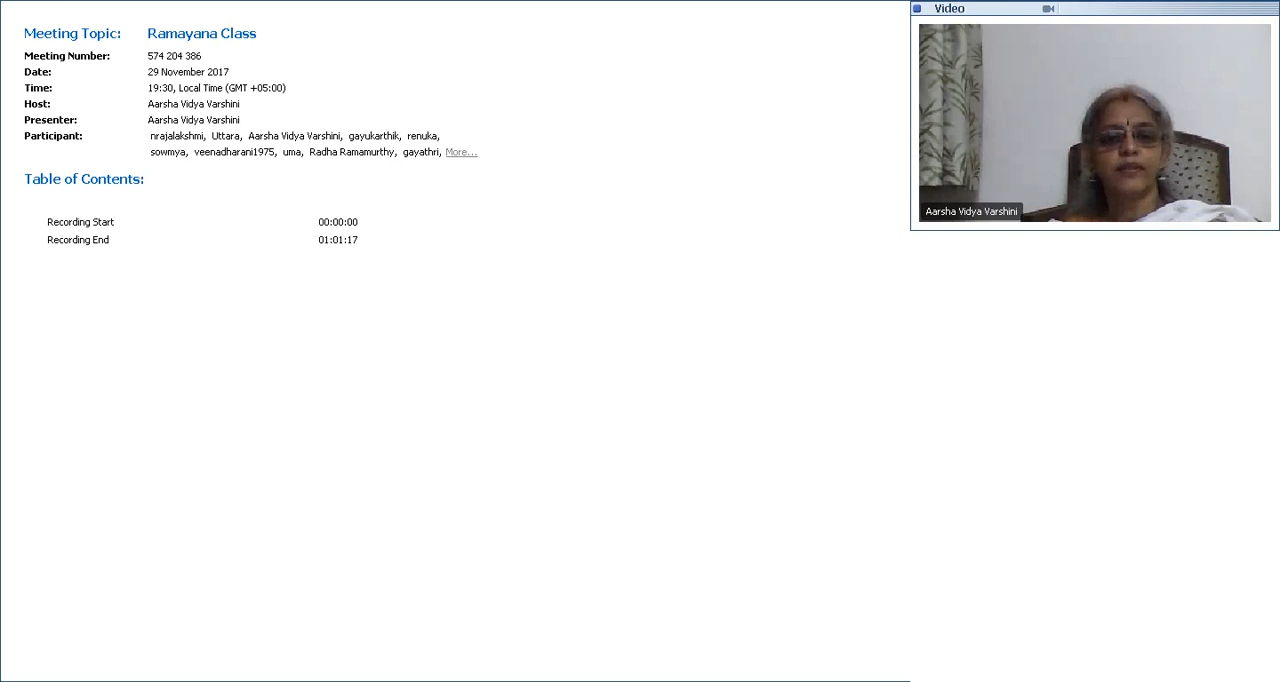 Meeting Topic: Ramayana Class
Meeting Number: 574 204 386
Date: 29 November 2017
Time: 19:30, Local Time (GMT +05:00)
Host: Aarsha Vidya Varshini
Presenter: Aarsha Vidya Varshini
Participant: nrajalakshmi, Uttara, Aarsha Vidya Varshini, gayukarthik, renuka,
sowmya, veenadharani1975, uma, Radha Ramamurthy, gayathri, More...
Table of Contents:
Recording Start 00:00:00
Recording End 01:01:17
Video
Aarsha Vidya Varshini